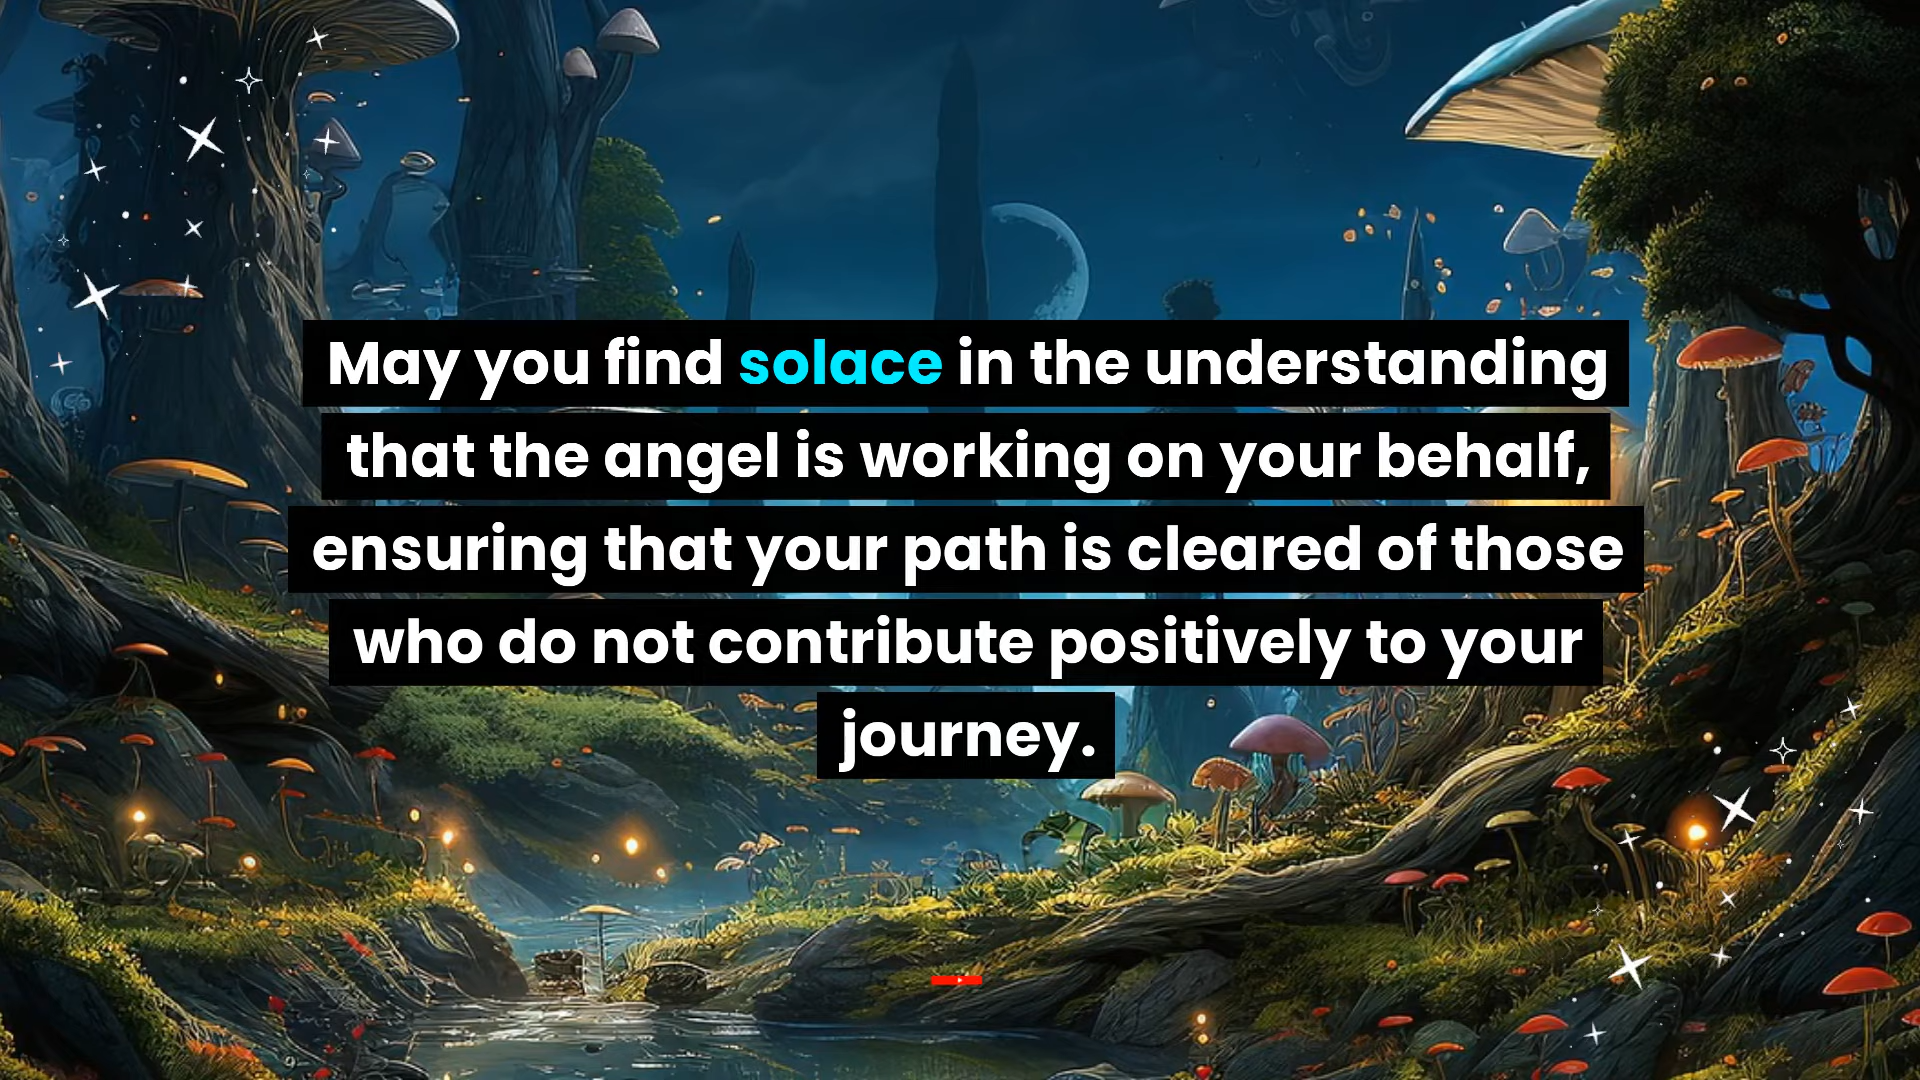 May you find solace in the understanding
that the angel is working on your behalf,
ensuring that your path is cleared of those
who do not contribute positively to your
journey.